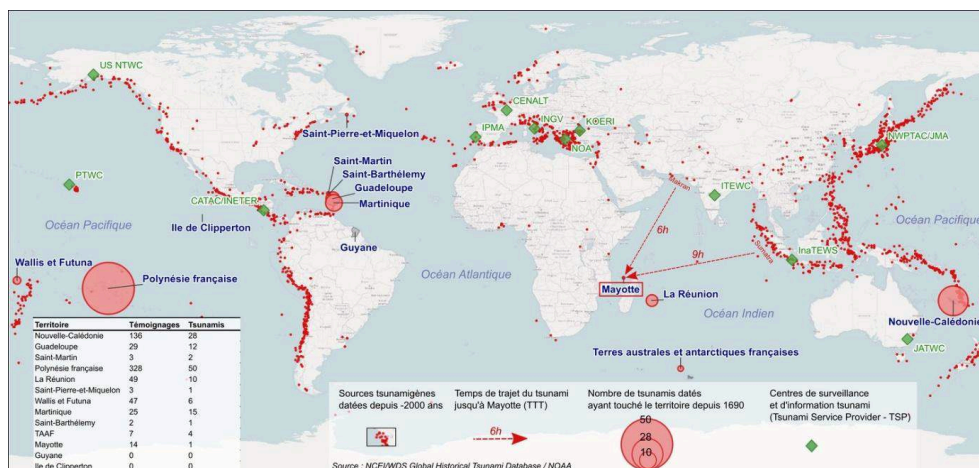 US NTWC
CENALT
INGV
KOERI
IPMA
NOA
NWPTAC/JMA
Saint-Pierre-et-Miquelon
Saint-Martin
Saint-Barthélemy
Guadeloupe
Martinique
PTWC
CATAC/INETER
Ile de Clipperton
Makran
ITEWC
Océan Pacifique
Océan Pacifique
Guyane
6h
9h
Sumatra
InaTEWS
Wallis et Futuna
Polynésie française
Océan Atlantique
Mayotte
La Réunion
Océan Indien
Nouvelle-Calédonie
JATWC
Terres australes et antarctiques françaises
Territoire Témoignages Tsunamis
Nouvelle-Calédonie 136 28
Guadeloupe 29 12
Saint-Martin 3 2
Polynésie française 328 50
La Réunion 49 10
Saint-Pierre-et-Miquelon 3 1
Wallis et Futuna 47 6
Martinique 25 15
Saint-Barthélemy 2 1
TAAF 7 4
Mayotte 14 1
Guyane 0 0
Ile de Clipperton 0 0
Sources tsunamigènes
datées depuis -2000 ans
Temps de trajet du tsunami
jusqu'à Mayotte (TTT)
6h
Nombre de tsunamis datés
ayant touché le territoire depuis 1690
50
28
10
Centres de surveillance
et d'information tsunami
(Tsunami Service Provider - TSP)
Source : NCEI/WDS Global Historical Tsunami Database / NOAA